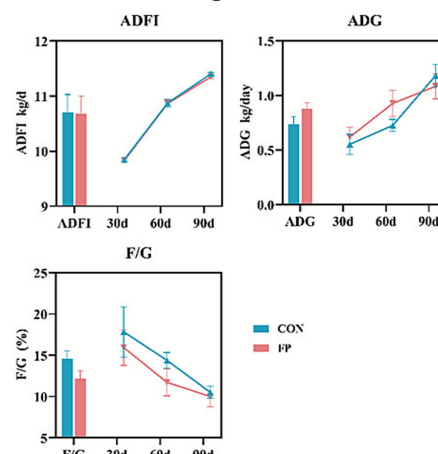 ADFI
ADFI kg/d
12
11
10
9
ADFI 30d 60d 90d
ADG
ADG kg/day
1.5
1.0
0.5
0.0
ADG 30d 60d 90d
F/G
F/G (%)
25
20
15
10
5
F/G 30d 60d 90d
CON
FP